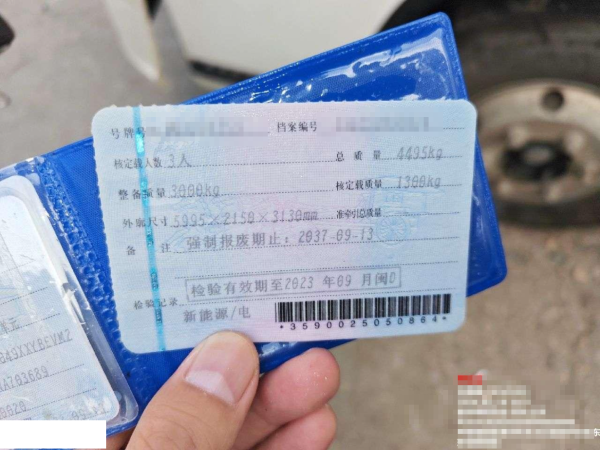 号牌号 档案编号
核定载人数 3人 总质量 4495kg
整备质量 3000kg 核定载质量 1300kg
外廓尺寸 5995×2150×3130mm 准牵引总质量
备注 强制报废期止:2037-09-13
检验有效期至2023年09月闽D
检验记录
新能源/电
*3590025050864*